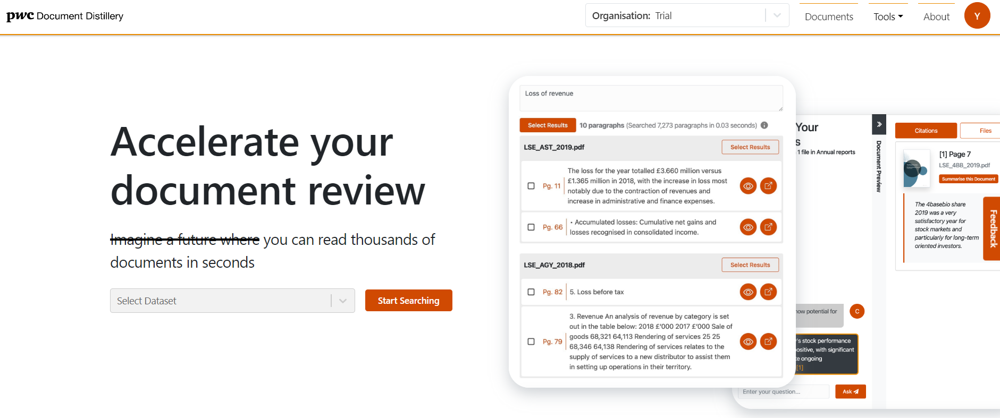 pwc Document Distillery
Organisation: Trial
Documents
Tools
About
Y
Accelerate your
document review
Imagine a future where you can read thousands of
documents in seconds
Select Dataset
Start Searching
Loss of revenue
Select Results 10 paragraphs (Searched 7,273 paragraphs in 0.03 seconds)
LSE_AST_2019.pdf
Select Results
Pg. 11
The loss for the year totalled £3.660 million versus
£1.365 million in 2018, with the increase in loss most
notably due to the contraction of revenues and
increase in administrative and finance expenses.
Pg. 66
• Accumulated losses: Cumulative net gains and
losses recognised in consolidated income.
LSE_AGY_2018.pdf
Select Results
Pg. 82
5. Loss before tax
Pg. 79
3. Revenue An analysis of revenue by category is set
out in the table below: 2018 £'000 2017 £'000 Sale of
goods 68,321 64,113 Rendering of services 25 25
68,346 64,138 Rendering of services relates to the
supply of services to a new distributor to assist them
in setting up operations in their territory.
Your
s
1 file in Annual reports
now potential for
C
's stock performance
ositive, with significant
te ongoing
[1]
Enter your question...
Ask
Document Preview
Citations
Files
[1] Page 7
LSE_4BB_2019.pdf
Summarise this Document
The 4basebio share
2019 was a very
satisfactory year for
stock markets and
particularly for long-term
oriented investors.
Feedback